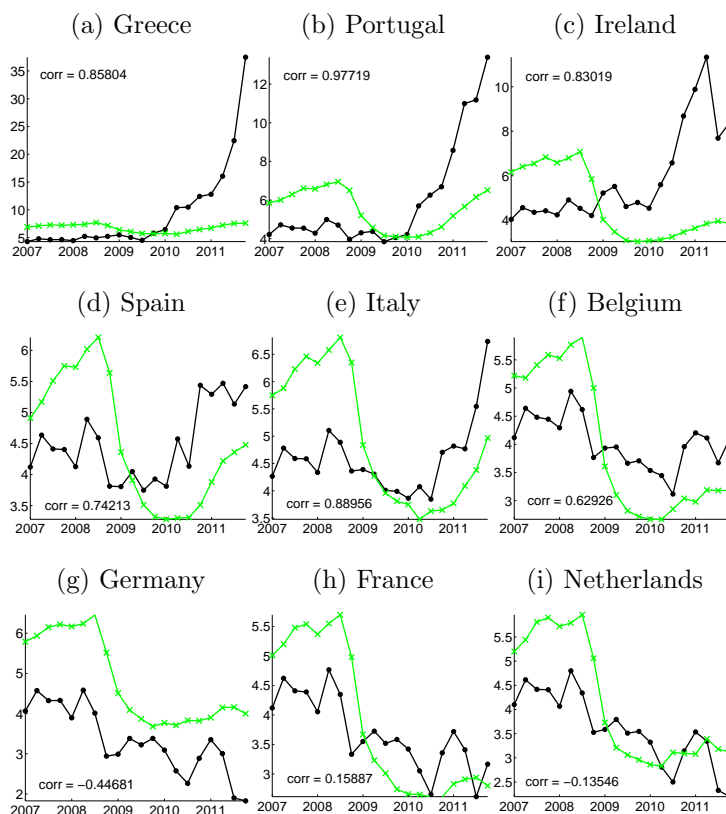 (a) Greece
corr = 0.85804
35
30
25
20
15
10
5
2007 2008 2009 2010 2011
(b) Portugal
corr = 0.97719
12
10
8
6
4
2007 2008 2009 2010 2011
(c) Ireland
corr = 0.83019
10
8
6
4
2007 2008 2009 2010 2011
(d) Spain
6
5.5
5
4.5
4
3.5
corr = 0.74213
2007 2008 2009 2010 2011
(e) Italy
6.5
6
5.5
5
4.5
4
3.5
corr = 0.88956
2007 2008 2009 2010 2011
(f) Belgium
5.5
5
4.5
4
3.5
3
corr = 0.62926
2007 2008 2009 2010 2011
(g) Germany
6
5
4
3
2
corr = −0.44681
2007 2008 2009 2010 2011
(h) France
5.5
5
4.5
4
3.5
3
corr = 0.15887
2007 2008 2009 2010 2011
(i) Netherlands
5.5
5
4.5
4
3.5
3
2.5
corr = −0.13546
2007 2008 2009 2010 2011